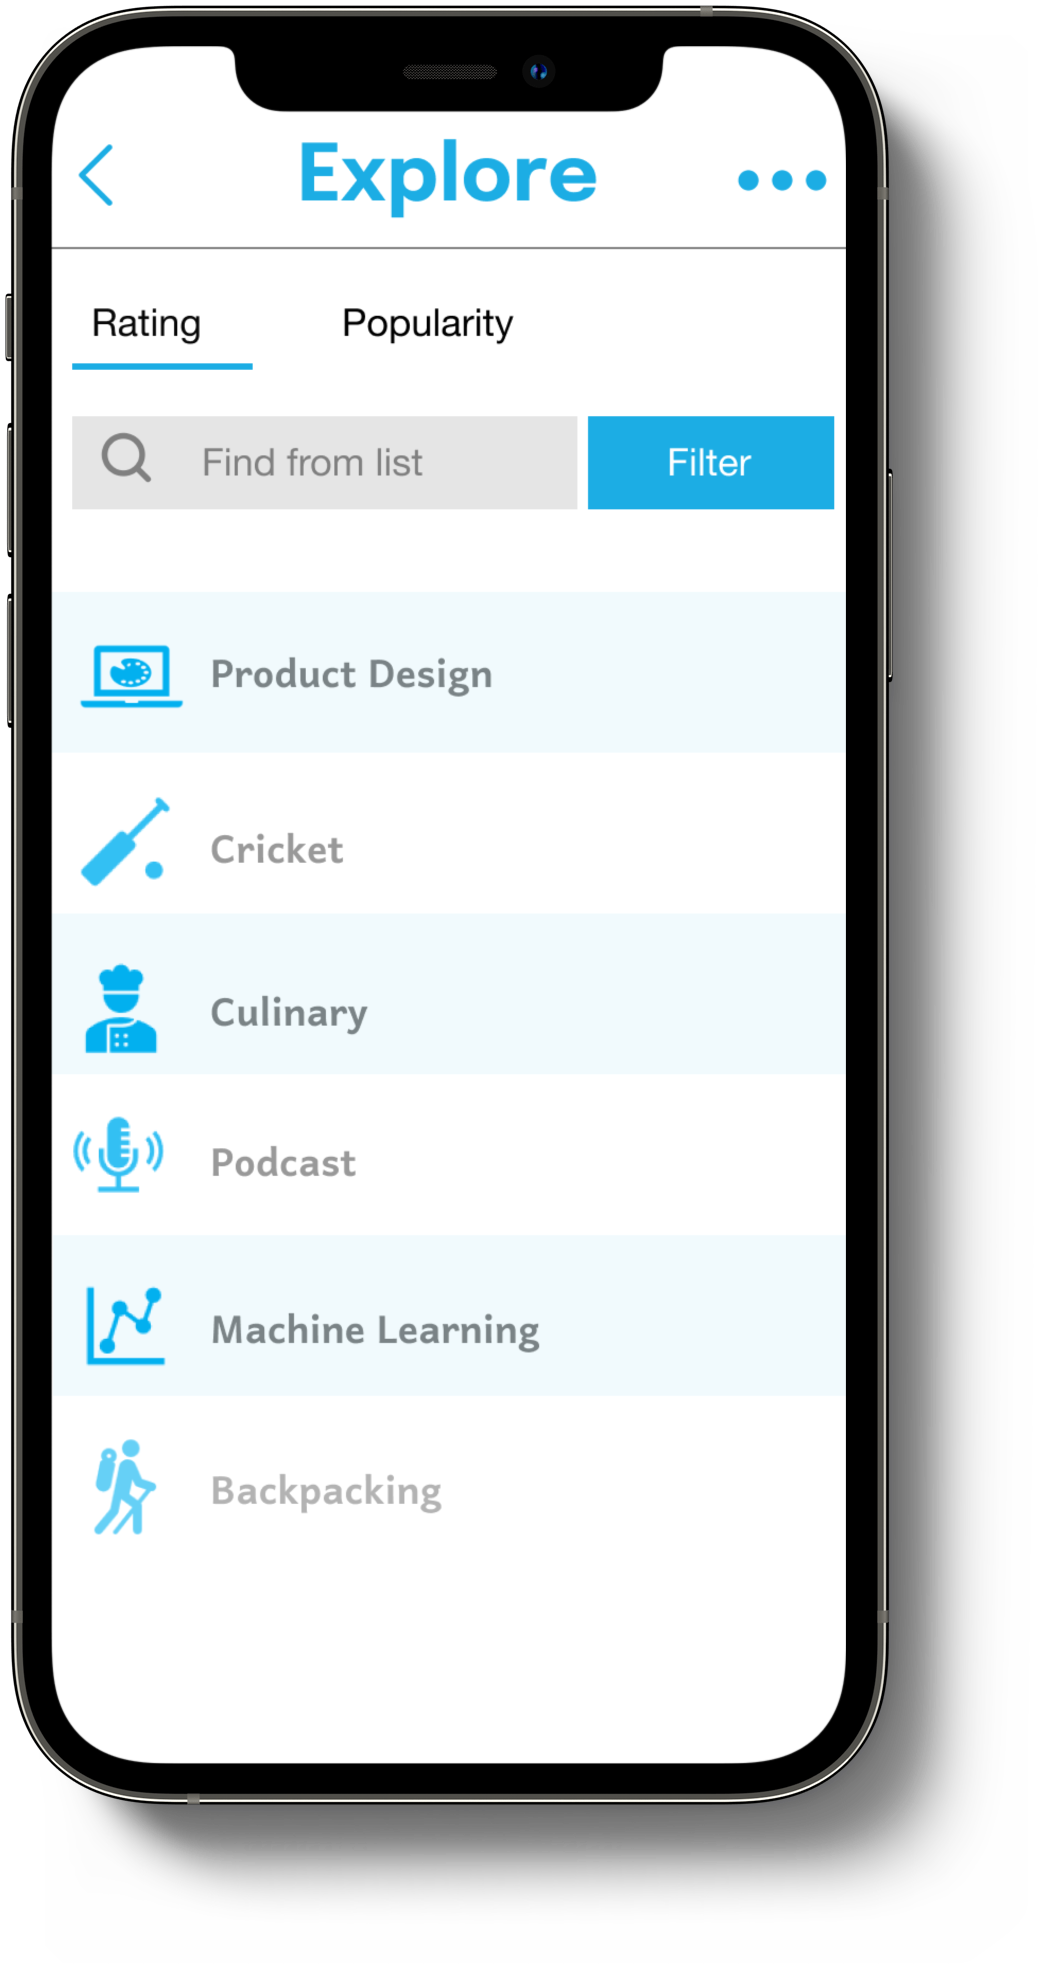 Explore
Rating Popularity
Find from list Filter
Product Design
Cricket
Culinary
Podcast
Machine Learning
Backpacking